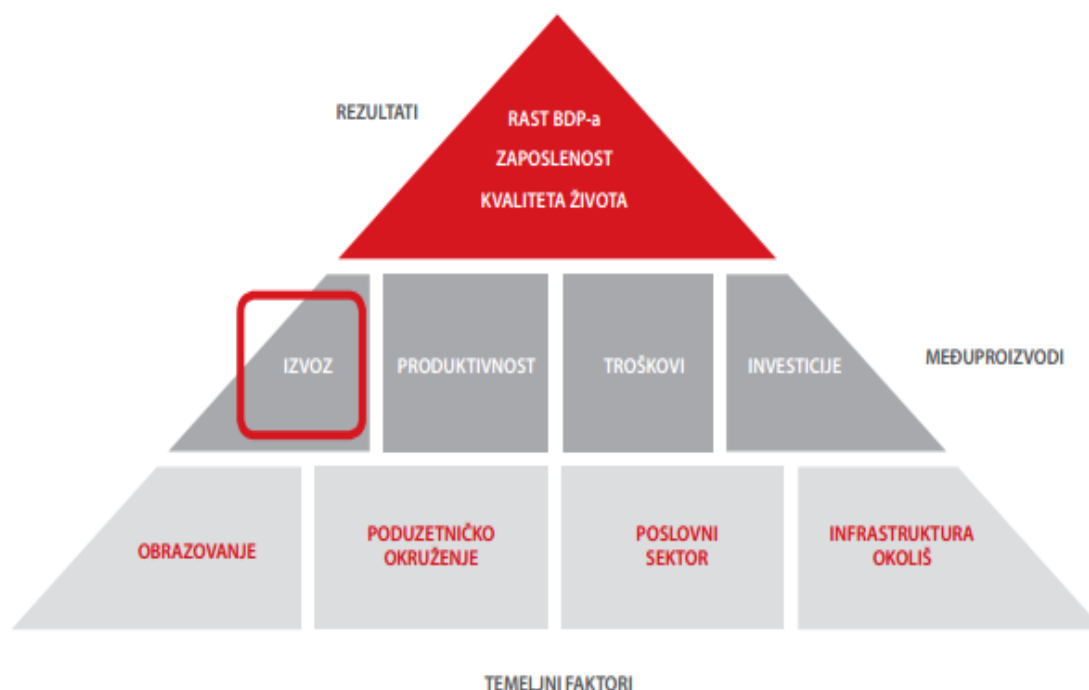 REZULTATI
RAST BDP-a
ZAPOSLENOST
KVALITETA ŽIVOTA
IZVOZ
PRODUKTIVNOST
TROŠKOVI
INVESTICIJE
MEĐUPROIZVODI
OBRAZOVANJE
PODUZETNIČKO
OKRUŽENJE
POSLOVNI
SEKTOR
INFRASTRUKTURA
OKOLIŠ
TEMELJNI FAKTORI